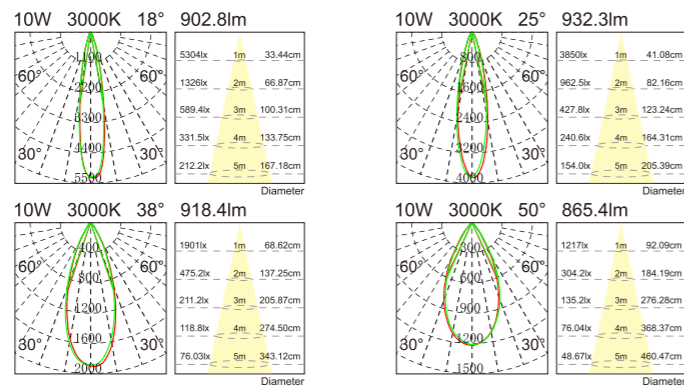 10W 3000K 18° 902.8lm
1100
2200
3300
4400
5500
60° 60°
30° 30°
5304lx 1m 33.44cm
1326lx 2m 66.87cm
589.4lx 3m 100.31cm
331.5lx 4m 133.75cm
212.2lx 5m 167.18cm
Diameter
10W 3000K 25° 932.3lm
800
1600
2400
3200
4000
60° 60°
30° 30°
3850lx 1m 41.08cm
962.5lx 2m 82.16cm
427.8lx 3m 123.24cm
240.6lx 4m 164.31cm
154.0lx 5m 205.39cm
Diameter
10W 3000K 38° 918.4lm
400
800
1200
1600
2000
60° 60°
30° 30°
1901lx 1m 68.62cm
475.2lx 2m 137.25cm
211.2lx 3m 205.87cm
118.8lx 4m 274.50cm
76.03lx 5m 343.12cm
Diameter
10W 3000K 50° 865.4lm
300
600
900
1200
1500
60° 60°
30° 30°
1217lx 1m 92.09cm
304.2lx 2m 184.19cm
135.2lx 3m 276.28cm
76.04lx 4m 368.37cm
48.67lx 5m 460.47cm
Diameter